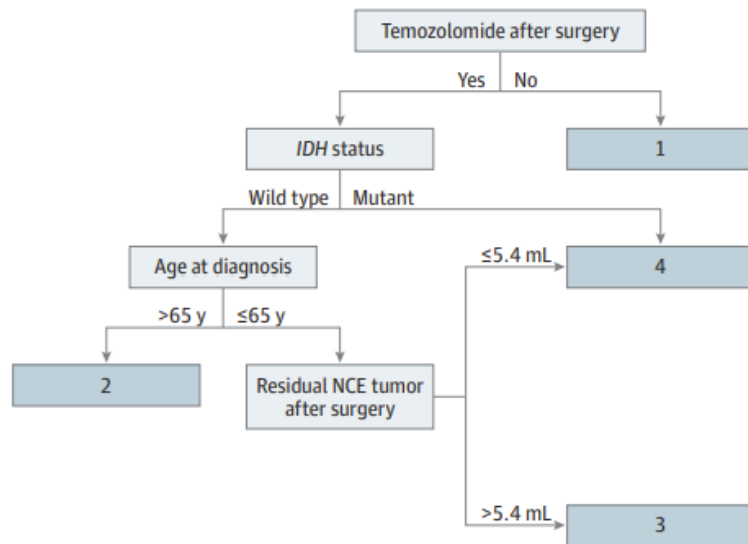 Temozolomide after surgery
Yes No
IDH status
1
Wild type Mutant
Age at diagnosis
≤5.4 mL
4
>65 y ≤65 y
2
Residual NCE tumor
after surgery
>5.4 mL
3